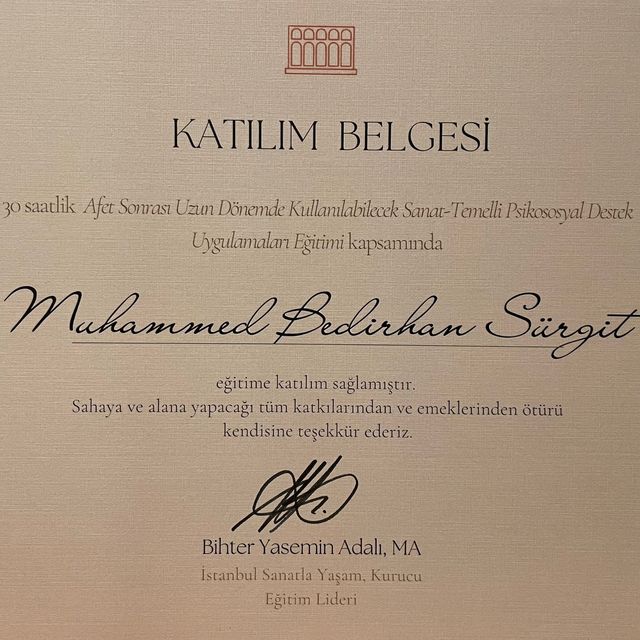 KATILIM BELGESİ
30 saatlik Afet Sonrası Uzun Dönemde Kullanılabilecek Sanat-Temelli Psikososyal Destek
Uygulamaları Eğitimi kapsamında
Muhammed Bedirhan Sürgit
eğitime katılım sağlamıştır.
Sahaya ve alana yapacağı tüm katkılarından ve emeklerinden ötürü
kendisine teşekkür ederiz.
Bihter Yasemin Adalı, MA
İstanbul Sanatla Yaşam, Kurucu
Eğitim Lideri